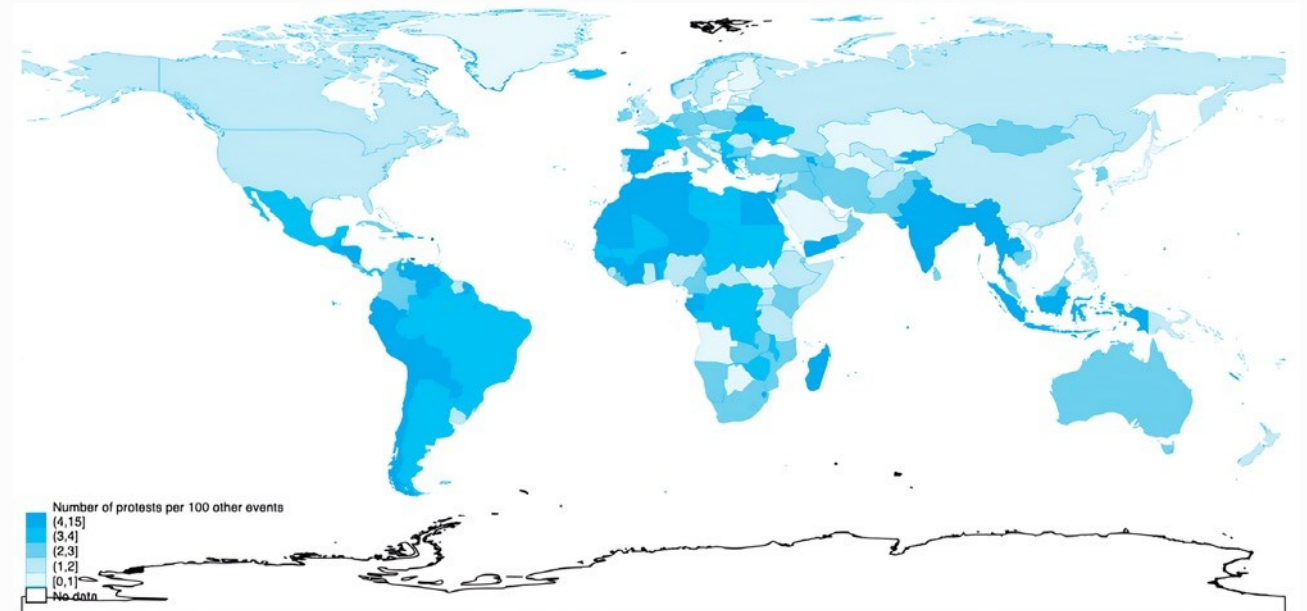 Number of protests per 100 other events
(4,15]
(3,4]
(2,3]
(1,2]
[0,1]
No data